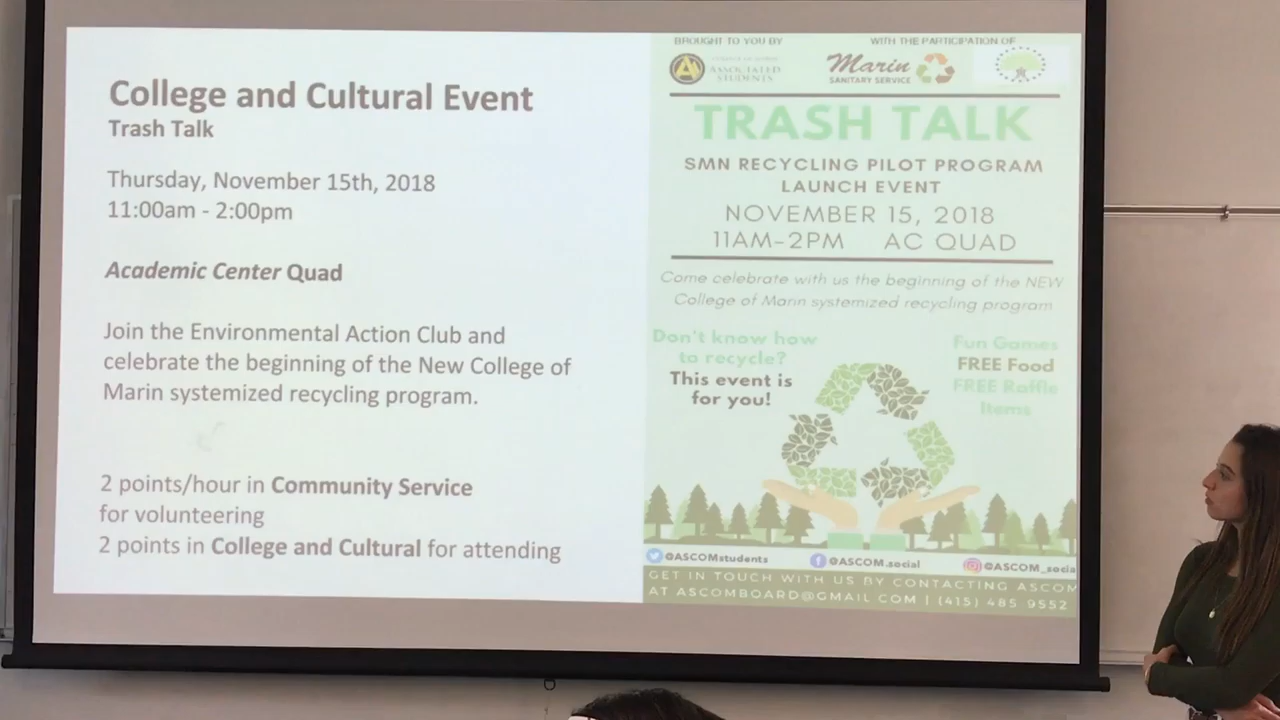 College and Cultural Event
Trash Talk
Thursday, November 15th, 2018
11:00am - 2:00pm
Academic Center Quad
Join the Environmental Action Club and
celebrate the beginning of the New College of
Marin systemized recycling program.
2 points/hour in Community Service
for volunteering
2 points in College and Cultural for attending
BROUGHT TO YOU BY
ASSOCIATED
STUDENTS
WITH THE PARTICIPATION OF
Marin
SANITARY SERVICE
TRASH TALK
SMN RECYCLING PILOT PROGRAM
LAUNCH EVENT
NOVEMBER 15, 2018
11AM-2PM AC QUAD
Come celebrate with us the beginning of the NEW
College of Marin systemized recycling program
Don't know how
to recycle?
This event is
for you!
Fun Games
FREE Food
FREE Raffle
Items
@ASCOMstudents
@ASCOM.social
@ASCOM_socia
GET IN TOUCH WITH US BY CONTACTING ASCOM
AT ASCOMBOARD@GMAIL.COM | (415) 485 9552